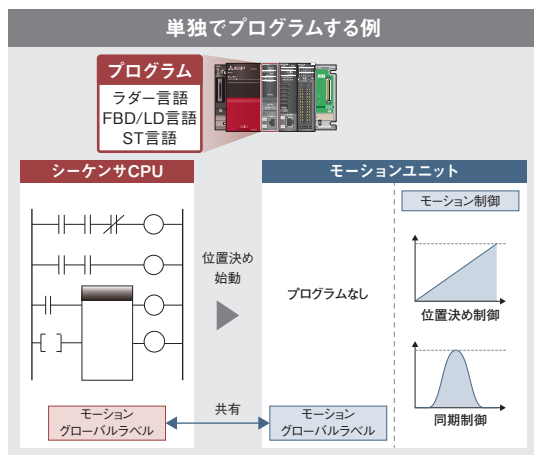 単独でプログラムする例
プログラム
ラダー言語
FBD/LD言語
ST言語
シーケンサCPU
モーションユニット
位置決め
始動
プログラムなし
モーション制御
位置決め制御
同期制御
モーション
グローバルラベル
共有
モーション
グローバルラベル